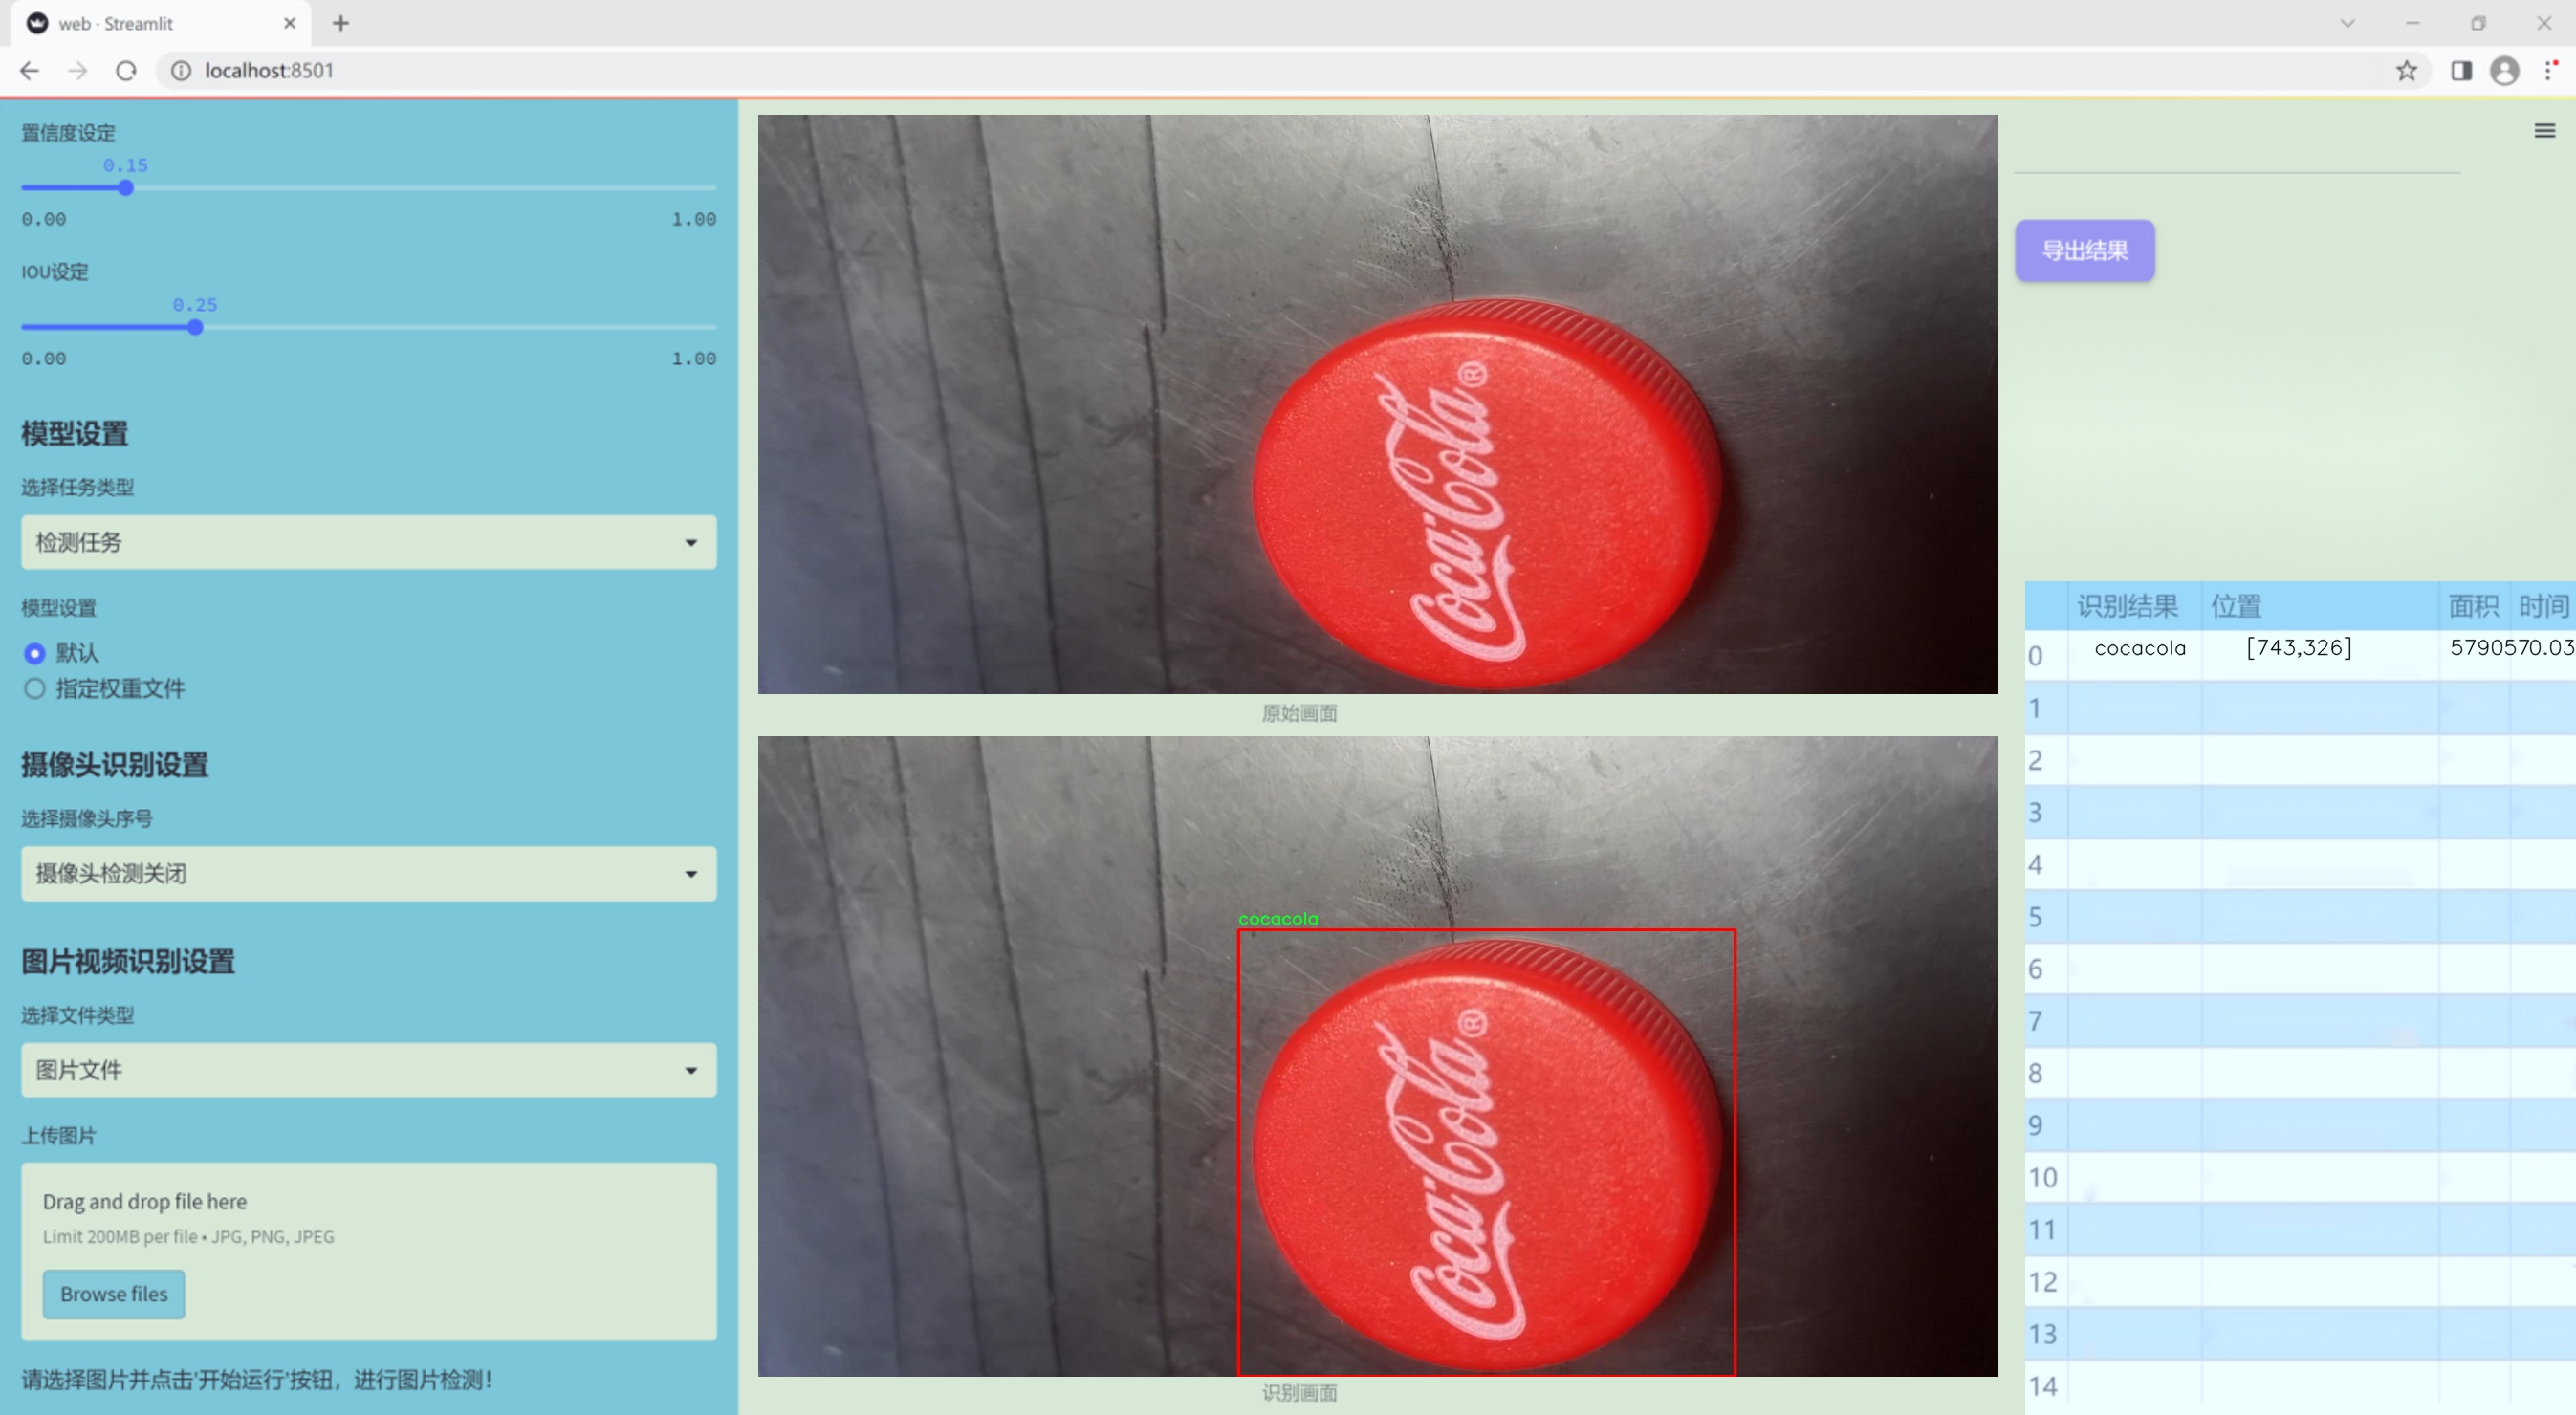 web · Streamlit
localhost:8501
置信度设定
0.15
0.00 1.00
IOU设定
0.25
0.00 1.00
模型设置
选择任务类型
检测任务
模型设置
默认
指定权重文件
摄像头识别设置
选择摄像头序号
摄像头检测关闭
图片视频识别设置
选择文件类型
图片文件
上传图片
Drag and drop file here
Limit 200MB per file • JPG, PNG, JPEG
Browse files
请选择图片并点击'开始运行'按钮，进行图片检测！
Coca-Cola®
原始画面
cocacola
Coca-Cola®
识别画面
导出结果
识别结果 位置 面积 时间
0 cocacola [743,326] 5790570.03
1
2
3
4
5
6
7
8
9
10
11
12
13
14